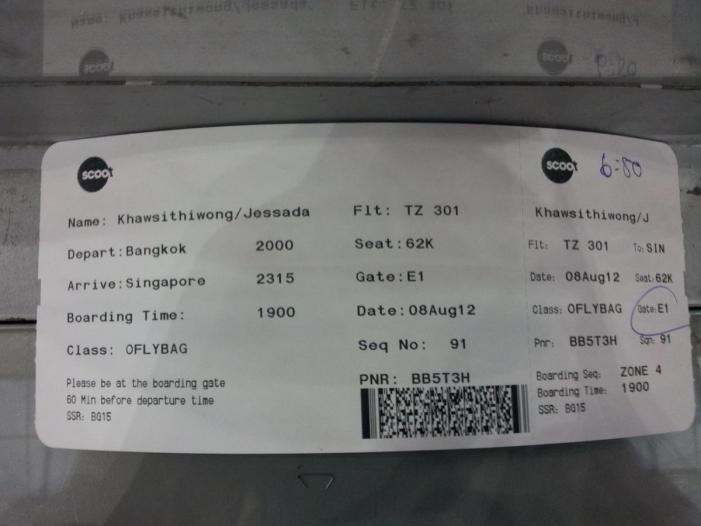 scoot
Name: Khawsithiwong/Jessada
Depart:Bangkok 2000
Arrive:Singapore 2315
Boarding Time: 1900
Class: OFLYBAG
Please be at the boarding gate
60 Min before departure time
SSR: BG15
Flt: TZ 301
Seat:62K
Gate:E1
Date:08Aug12
Seq No: 91
PNR: BB5T3H
scoot
Khawsithiwong/J
Flt: TZ 301 To: SIN
Date: 08Aug12 Seat:62K
Class: OFLYBAG Gate:E1
Pnr: BB5T3H Sqn: 91
Boarding Seq: ZONE 4
Boarding Time: 1900
SSR: BG15